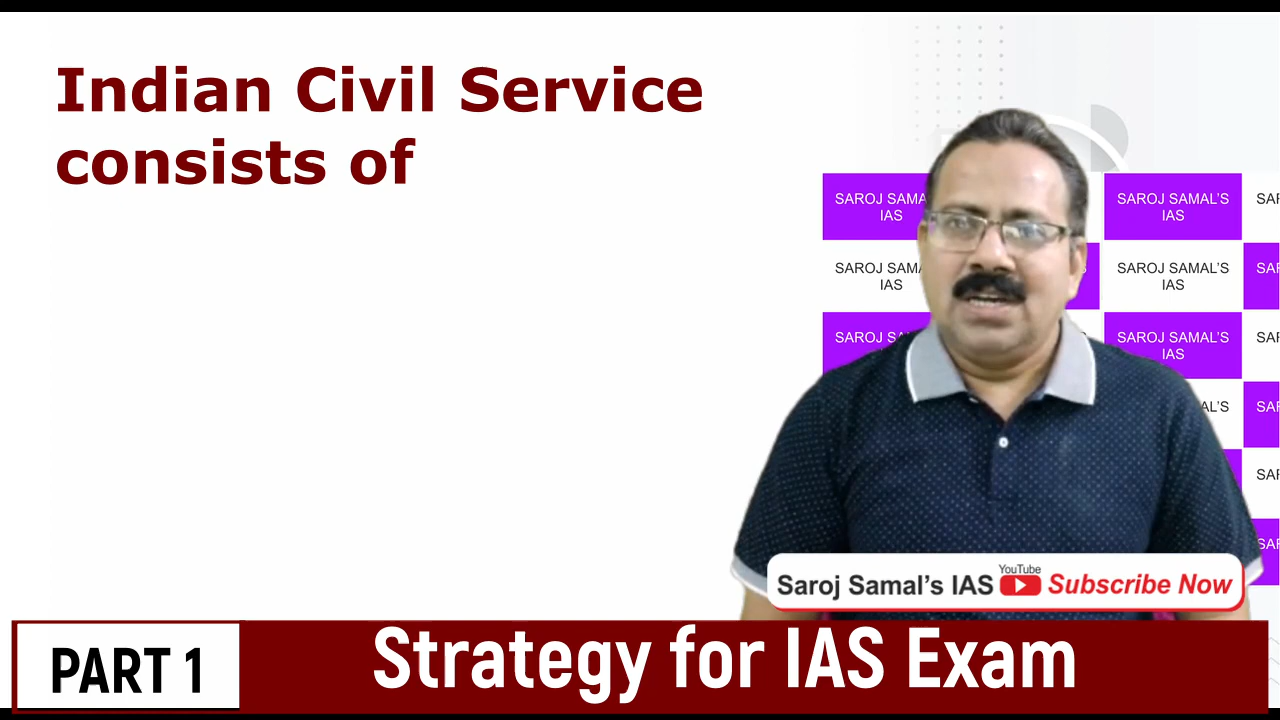 Indian Civil Service
consists of
SAROJ SAMAL'S
IAS
SAROJ
IAS
SAROJ SAMAL'S
IAS
SAROJ
YouTube
Saroj Samal's IAS Subscribe Now
PART 1
Strategy for IAS Exam